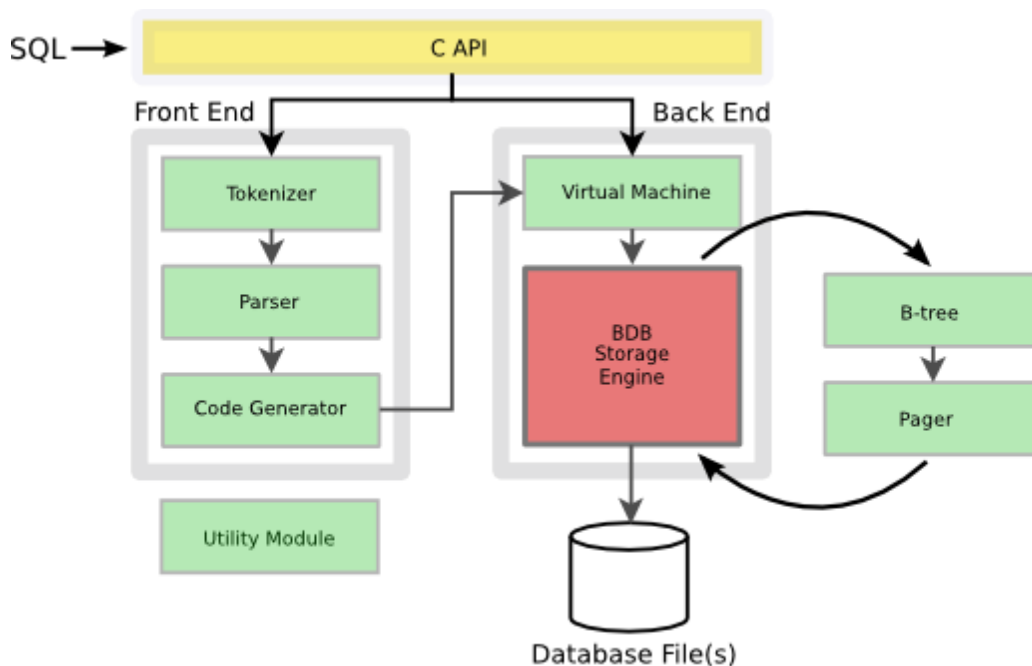 SQL
C API
Front End
Back End
Tokenizer
Virtual Machine
Parser
BDB
Storage
Engine
B-tree
Code Generator
Pager
Utility Module
Database File(s)